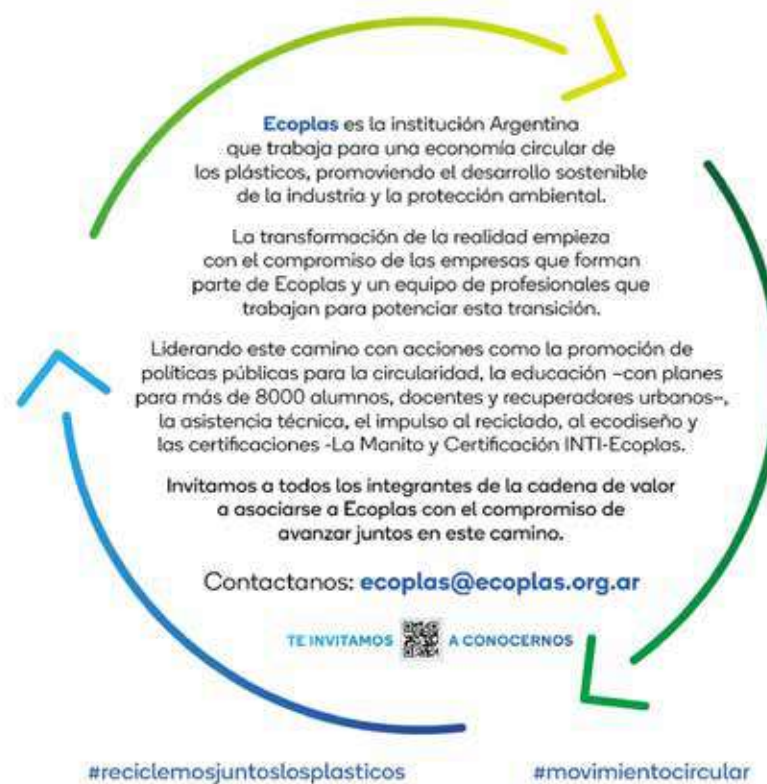 Ecoplas es la institución Argentina
que trabaja para una economía circular de
los plásticos, promoviendo el desarrollo sostenible
de la industria y la protección ambiental.
La transformación de la realidad empieza
con el compromiso de las empresas que forman
parte de Ecoplas y un equipo de profesionales que
trabajan para potenciar esta transición.
Liderando este camino con acciones como la promoción de
políticas públicas para la circularidad, la educación –con planes
para más de 8000 alumnos, docentes y recuperadores urbanos–,
la asistencia técnica, el impulso al reciclado, al ecodiseño y
las certificaciones -La Manito y Certificación INTI-Ecoplas.
Invitamos a todos los integrantes de la cadena de valor
a asociarse a Ecoplas con el compromiso de
avanzar juntos en este camino.
Contactanos: ecoplas@ecoplas.org.ar
TE INVITAMOS A CONOCERNOS
#reciclemosjuntoslosplasticos #movimientocircular